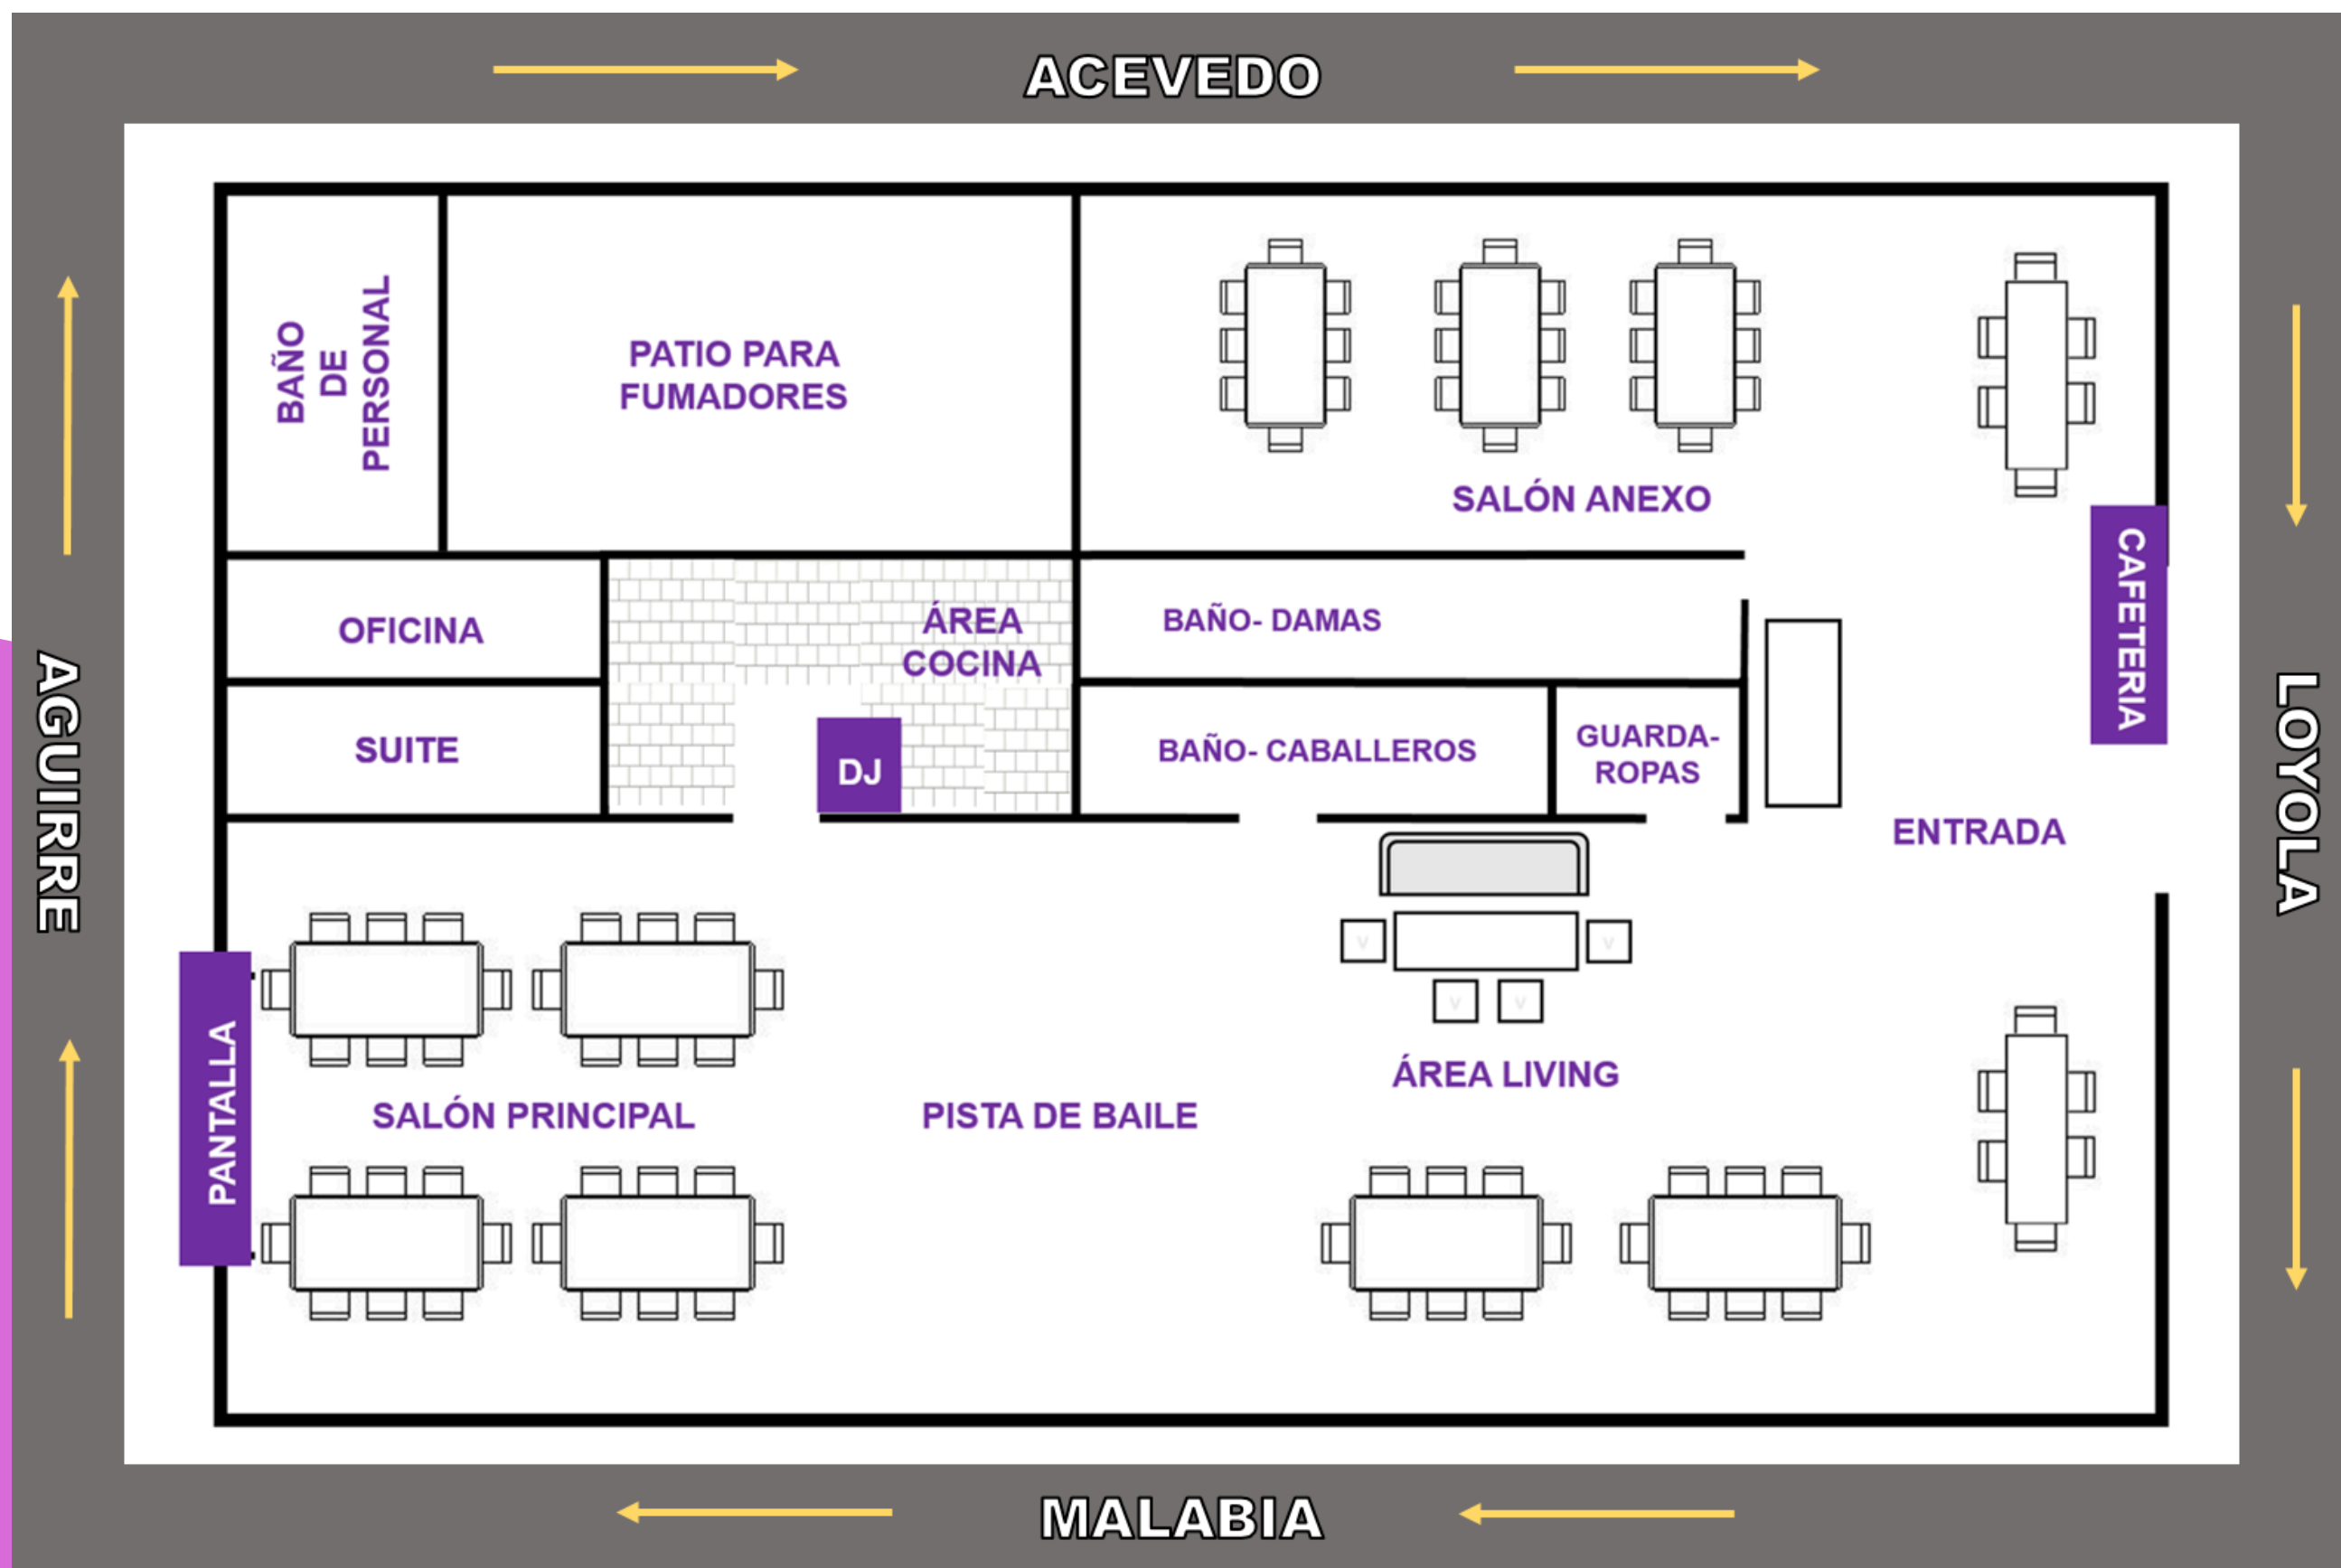 ACEVEDO
BAÑO
DE
PERSONAL
PATIO PARA
FUMADORES
SALÓN ANEXO
CAFETERIA
OFICINA
ÁREA
COCINA
BAÑO- DAMAS
SUITE
DJ
BAÑO- CABALLEROS
GUARDA-
ROPAS
ENTRADA
AGUIRRE
LOYOLA
V
V
V
V
ÁREA LIVING
PANTALLA
SALÓN PRINCIPAL
PISTA DE BAILE
MALABIA